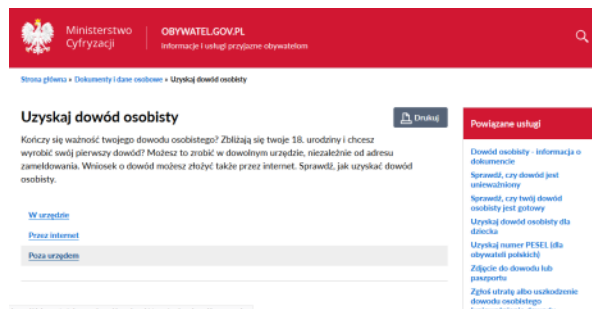 Ministerstwo
Cyfryzacji
OBYWATEL.GOV.PL
informacje i usługi przyjazne obywatelom
Strona główna » Dokumenty i dane osobowe » Uzyskaj dowód osobisty
Uzyskaj dowód osobisty
Drukuj
Kończy się ważność twojego dowodu osobistego? Zbliżają się twoje 18. urodziny i chcesz
wyrobić swój pierwszy dowód? Możesz to zrobić w dowolnym urzędzie, niezależnie od adresu
zameldowania. Wniosek o dowód możesz złożyć także przez internet. Sprawdź, jak uzyskać dowód
osobisty.
W urzędzie
Przez internet
Poza urzędem
Powiązane usługi
Dowód osobisty - informacja o
dokumencie
Sprawdź, czy dowód jest
unieważniony
Sprawdź, czy twój dowód
osobisty jest gotowy
Uzyskaj dowód osobisty dla
dziecka
Uzyskaj numer PESEL (dla
obywateli polskich)
Zdjęcie do dowodu lub
paszportu
Zgłoś utratę albo uszkodzenie
dowodu osobistego